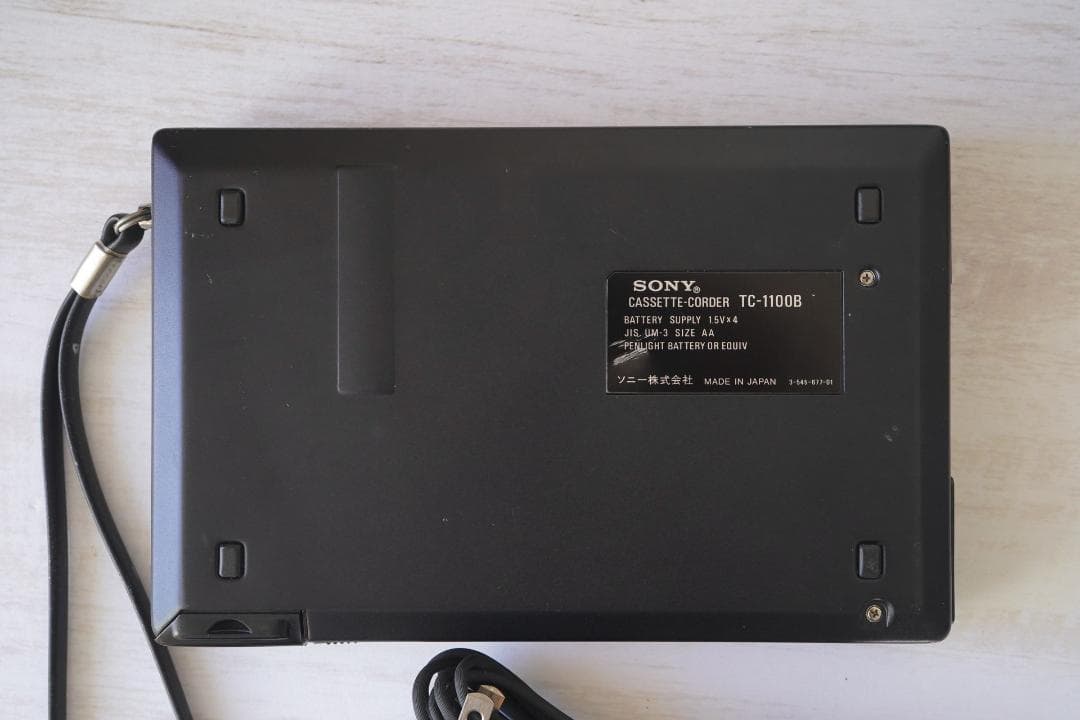 SONY®
CASSETTE-CORDER TC-1100B
BATTERY SUPPLY 1.5V×4
JIS. UM-3 SIZE AA
PENLIGHT BATTERY OR EQUIV
ソニー株式会社 MADE IN JAPAN 3-545-677-01